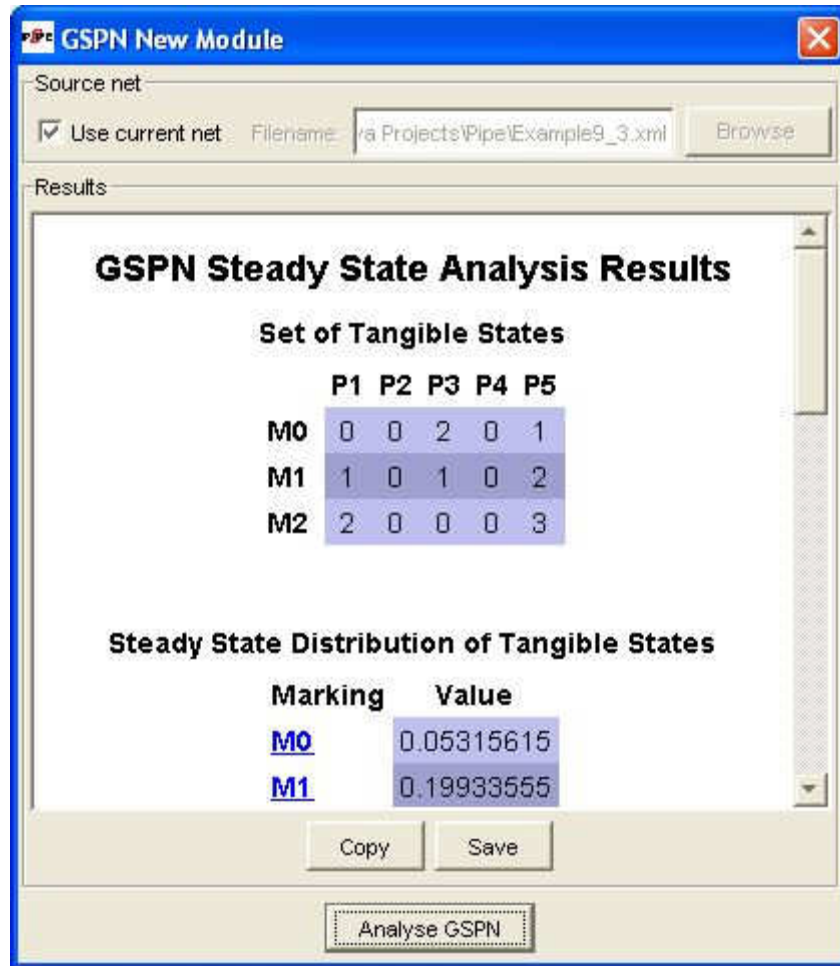 GSPN New Module
Source net
Use current net Filename: va Projects\Pipe\Example9_3.xml Browse
Results
GSPN Steady State Analysis Results
Set of Tangible States
P1 P2 P3 P4 P5
M0 0 0 2 0 1
M1 1 0 1 0 2
M2 2 0 0 0 3
Steady State Distribution of Tangible States
Marking Value
M0 0.05315615
M1 0.19933555
Copy Save
Analyse GSPN